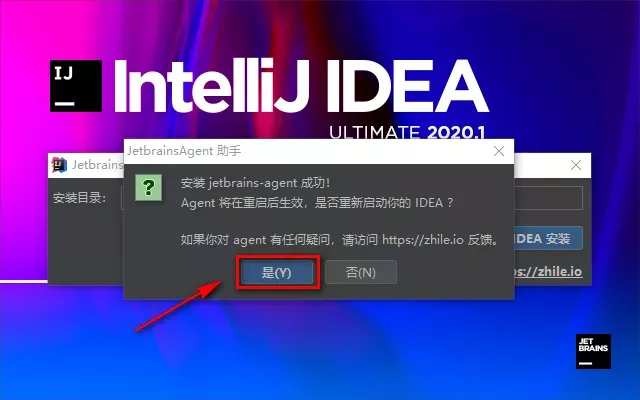 IJ
IntelliJ IDEA
ULTIMATE 2020.1
JetbrainsAgent 助手
Jetbrains
安装 jetbrains-agent 成功！
Agent 将在重启后生效，是否重新启动你的 IDEA ？
安装目录：
如果你对 agent 有任何疑问，请访问 https://zhile.io 反馈。
IDEA 安装
是(Y)
否(N)
ps://zhile.io
JET
BRAINS